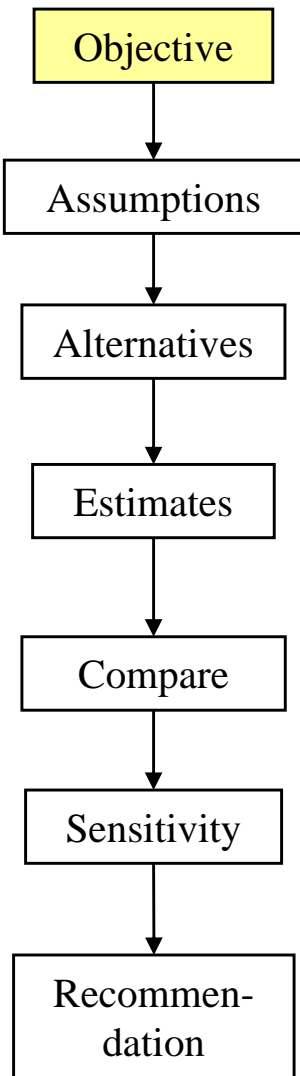 Objective
Assumptions
Alternatives
Estimates
Compare
Sensitivity
Recommen-
dation